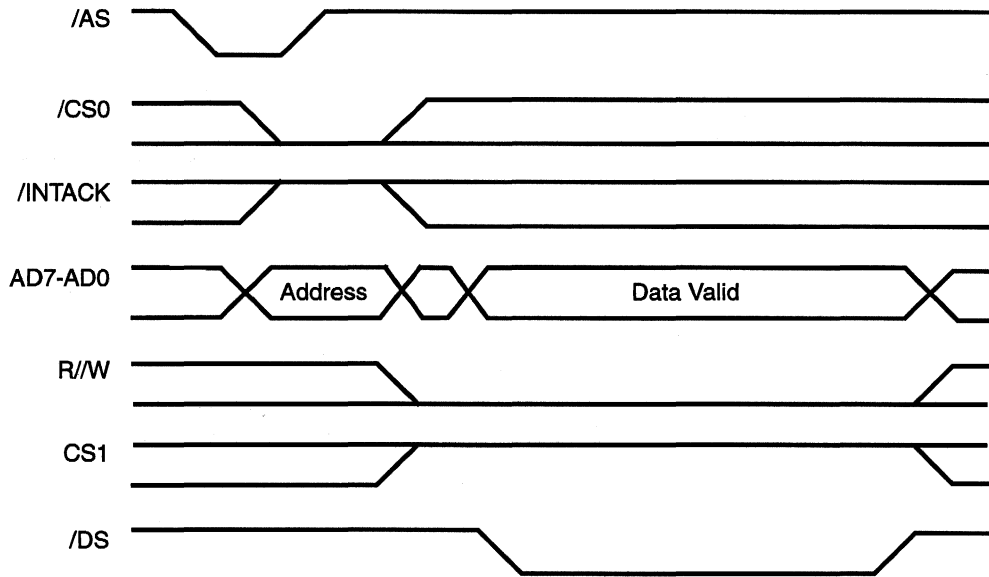 /AS
/CS0
/INTACK
AD7-AD0
Address
Data Valid
R//W
CS1
/DS